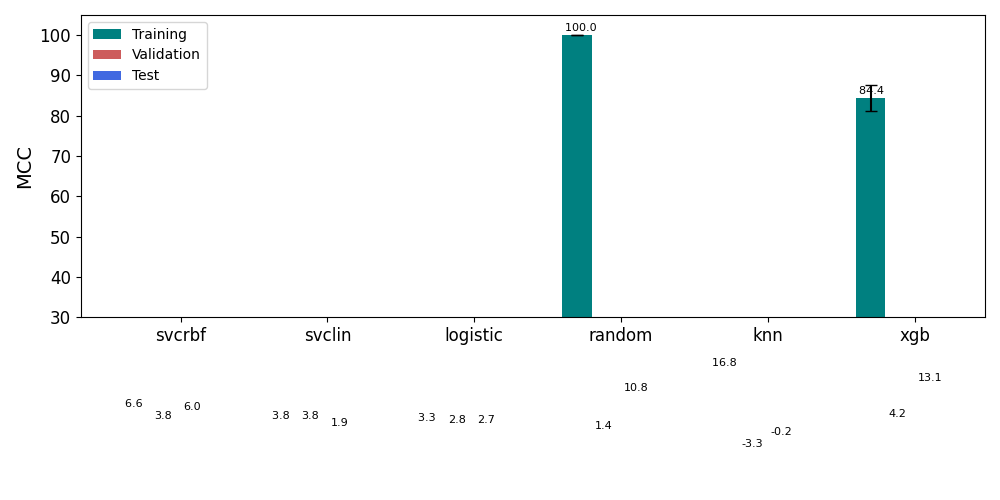 Training
Validation
Test
MCC
100
90
80
70
60
50
40
30
100.0
84.4
svcrbf svclin logistic random knn xgb
6.6 3.8 6.0 3.8 3.8 1.9 3.3 2.8 2.7 1.4 10.8 16.8 -3.3 -0.2 4.2 13.1